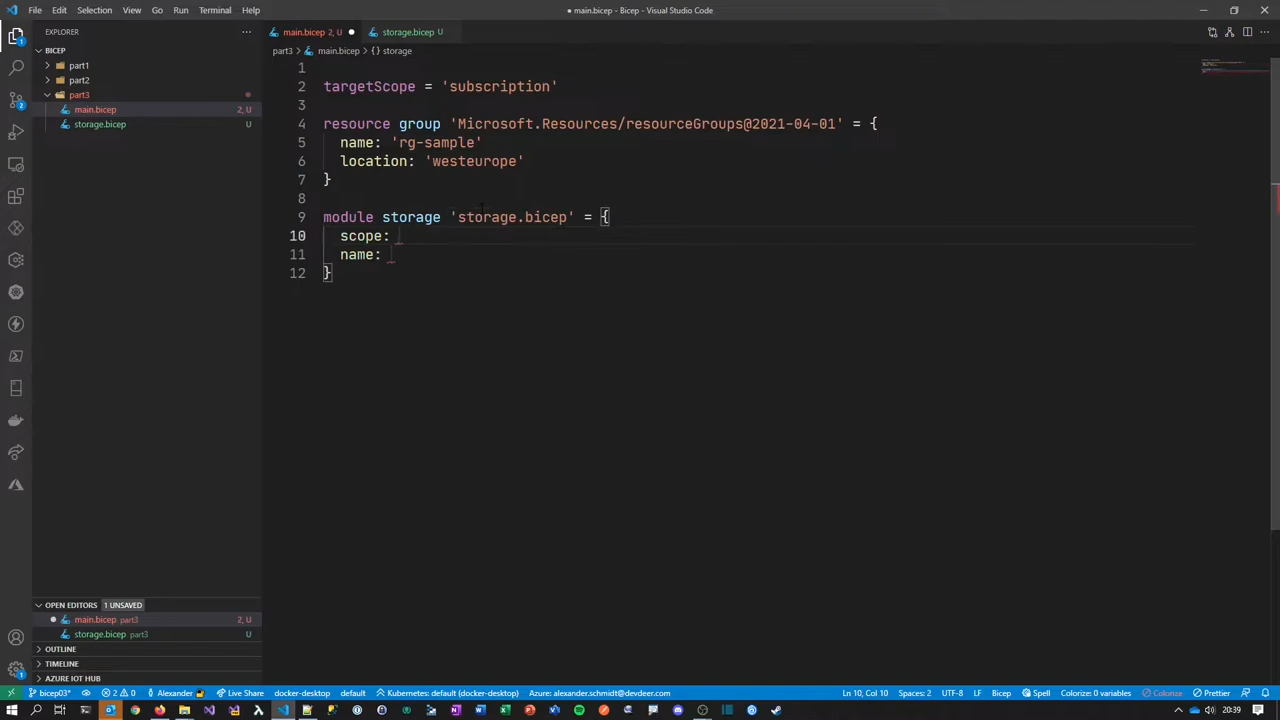 File Edit Selection View Go Run Terminal Help
● main.bicep - Bicep - Visual Studio Code
EXPLORER
main.bicep 2, U
storage.bicep U
part3 > main.bicep > {} storage
BICEP
part1
part2
part3
main.bicep 2, U
storage.bicep U
1
2 targetScope = 'subscription'
3
4 resource group 'Microsoft.Resources/resourceGroups@2021-04-01' = {
5 name: 'rg-sample'
6 location: 'westeurope'
7 }
8
9 module storage 'storage.bicep' = {
10 scope:
11 name:
12 }
OPEN EDITORS 1 UNSAVED
main.bicep part3 2, U
storage.bicep part3 U
OUTLINE
TIMELINE
AZURE IOT HUB
bicep03* 2 0 Alexander Live Share docker-desktop default Kubernetes: default (docker-desktop) Azure: alexander.schmidt@devdeer.com Ln 10, Col 10 Spaces: 2 UTF-8 LF Bicep Spell Colorize: 0 variables Colorize Prettier
20:39